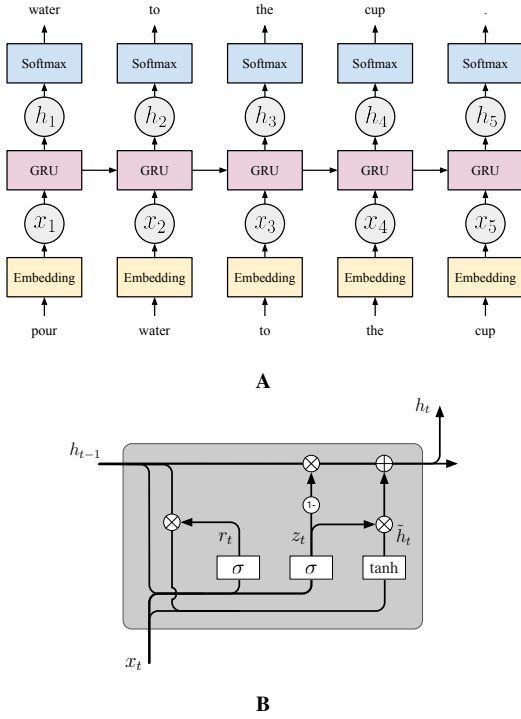 water to the cup .
Softmax Softmax Softmax Softmax Softmax
h₁ h₂ h₃ h₄ h₅
GRU GRU GRU GRU GRU
x₁ x₂ x₃ x₄ x₅
Embedding Embedding Embedding Embedding Embedding
pour water to the cup
A
hₜ
hₜ₋₁
1-
rₜ zₜ h̃ₜ
σ σ tanh
xₜ
B